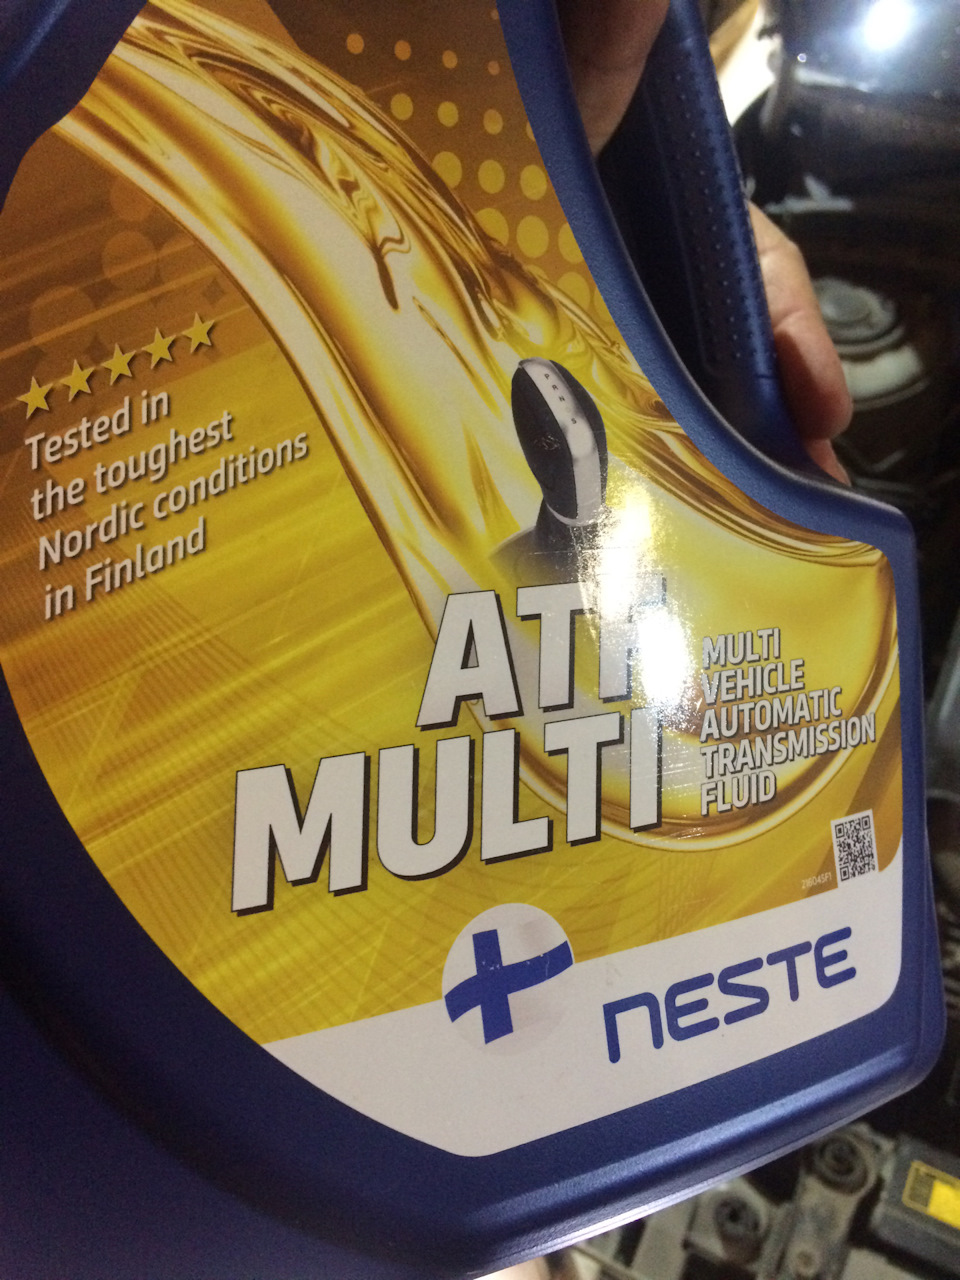 Tested in
the toughest
Nordic conditions
in Finland
ATF
MULTI
MULTI
VEHICLE
AUTOMATIC
TRANSMISSION
FLUID
NESTE